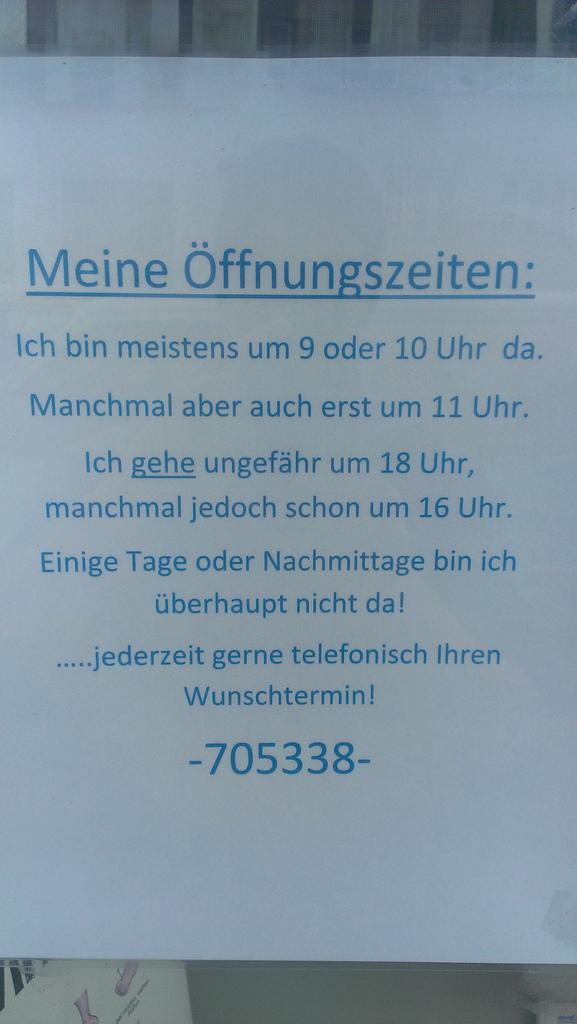 Meine Öffnungszeiten:
Ich bin meistens um 9 oder 10 Uhr da.
Manchmal aber auch erst um 11 Uhr.
Ich gehe ungefähr um 18 Uhr,
manchmal jedoch schon um 16 Uhr.
Einige Tage oder Nachmittage bin ich
überhaupt nicht da!
.....jederzeit gerne telefonisch Ihren
Wunschtermin!
-705338-